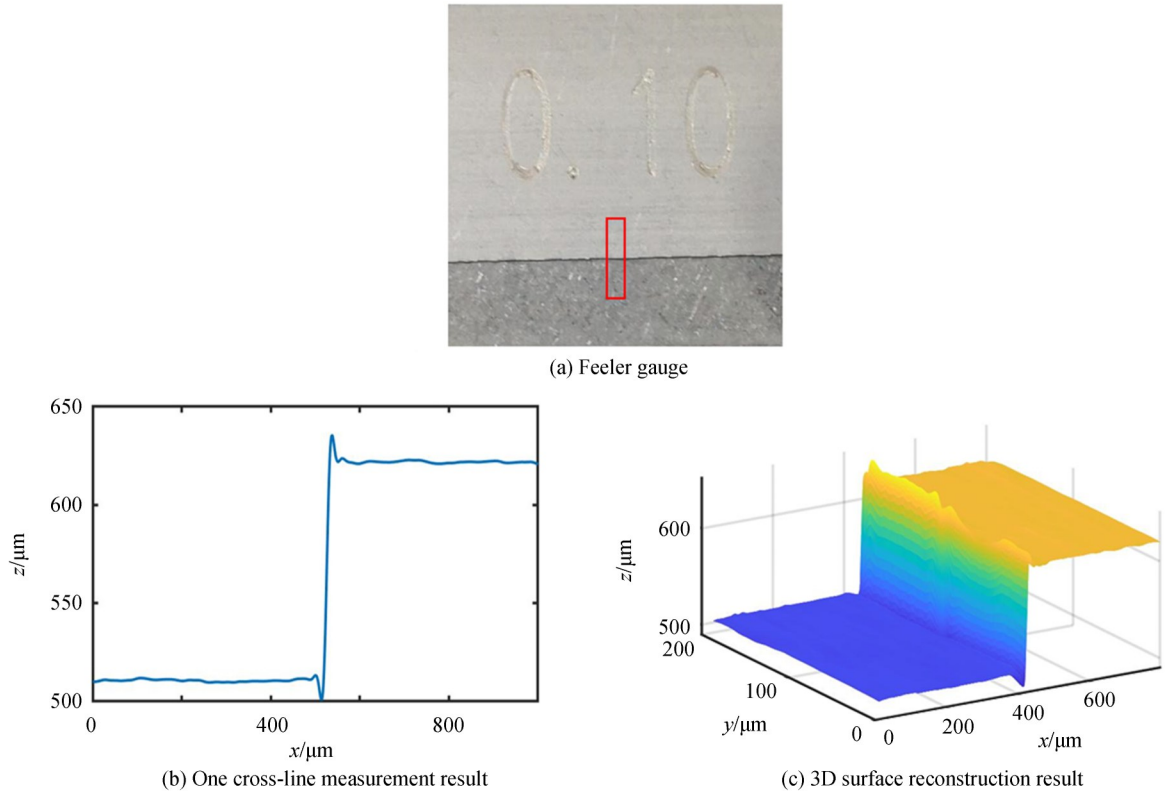 0.10
(a) Feeler gauge
650
600
550
500
z/μm
0 400 800
x/μm
(b) One cross-line measurement result
600
500
z/μm
200
100
0
y/μm
0 200 400 600
x/μm
(c) 3D surface reconstruction result